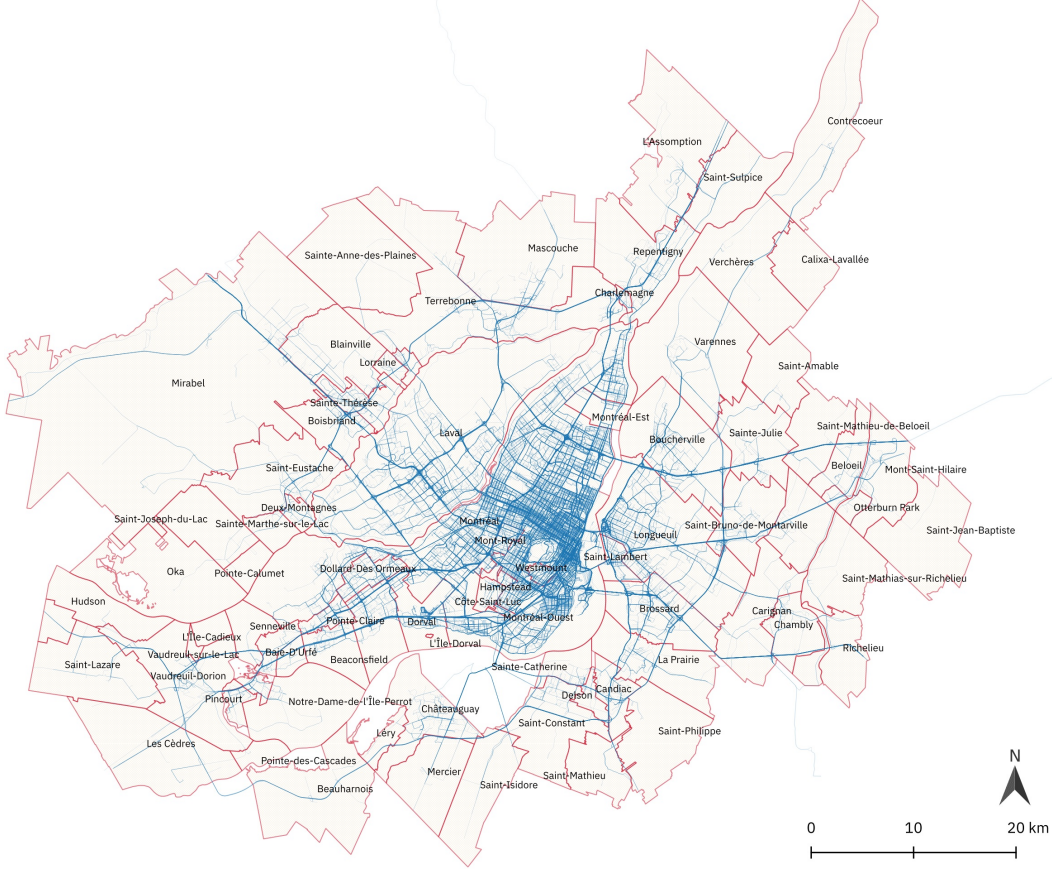 Contrecoeur
L'Assomption
Saint-Sulpice
Mascouche
Sainte-Anne-des-Plaines
Repentigny
Verchères
Calixa-Lavallée
Charlemagne
Terrebonne
Blainville
Varennes
Lorraine
Saint-Amable
Mirabel
Sainte-Thérèse
Boisbriand
Montréal-Est
Saint-Mathieu-de-Beloeil
Laval
Boucherville
Sainte-Julie
Saint-Eustache
Beloeil
Mont-Saint-Hilaire
Deux-Montagnes
Otterburn Park
Saint-Joseph-du-Lac
Sainte-Marthe-sur-le-Lac
Montréal
Saint-Bruno-de-Montarville
Saint-Jean-Baptiste
Mont-Royal
Longueuil
Saint-Lambert
Oka
Pointe-Calumet
Dollard-Des Ormeaux
Westmount
Saint-Mathias-sur-Richelieu
Hampstead
Hudson
Côte-Saint-Luc
Brossard
Carignan
Senneville
Pointe-Claire
Dorval
Montréal-Ouest
Chambly
L'Île-Cadieux
L'Île-Dorval
Richelieu
Vaudreuil-sur-le-Lac
Baie-D'Urfé
Beaconsfield
La Prairie
Saint-Lazare
Sainte-Catherine
Vaudreuil-Dorion
Pincourt
Notre-Dame-de-l'Île-Perrot
Delson
Candiac
Châteauguay
Saint-Constant
Léry
Saint-Philippe
Les Cèdres
Pointe-des-Cascades
Mercier
Saint-Mathieu
Saint-Isidore
Beauharnois
N
0 10 20 km